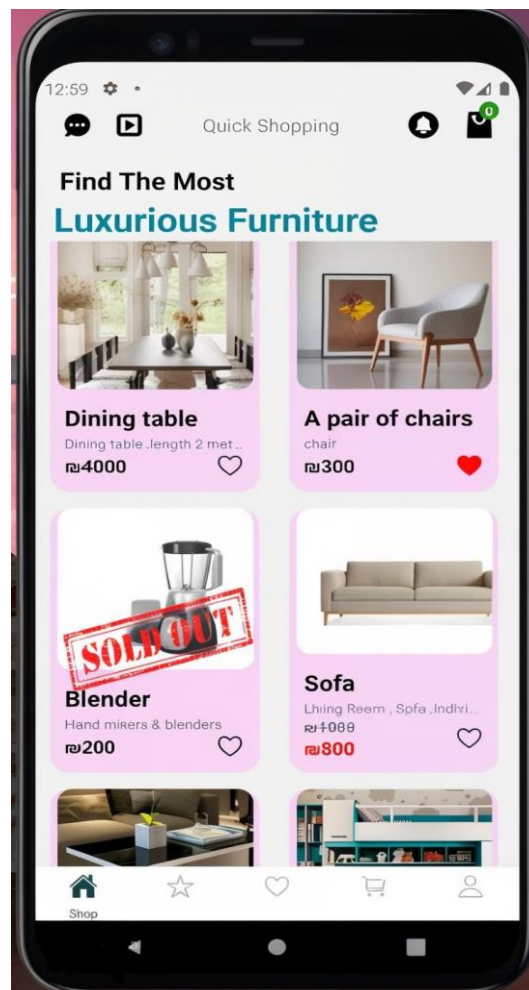 12:59
Quick Shopping
0
Find The Most
Luxurious Furniture
Dining table
Dining table .length 2 met ..
₪4000
A pair of chairs
chair
₪300
SOLD OUT
Blender
Hand mixers & blenders
₪200
Sofa
₪800
Shop